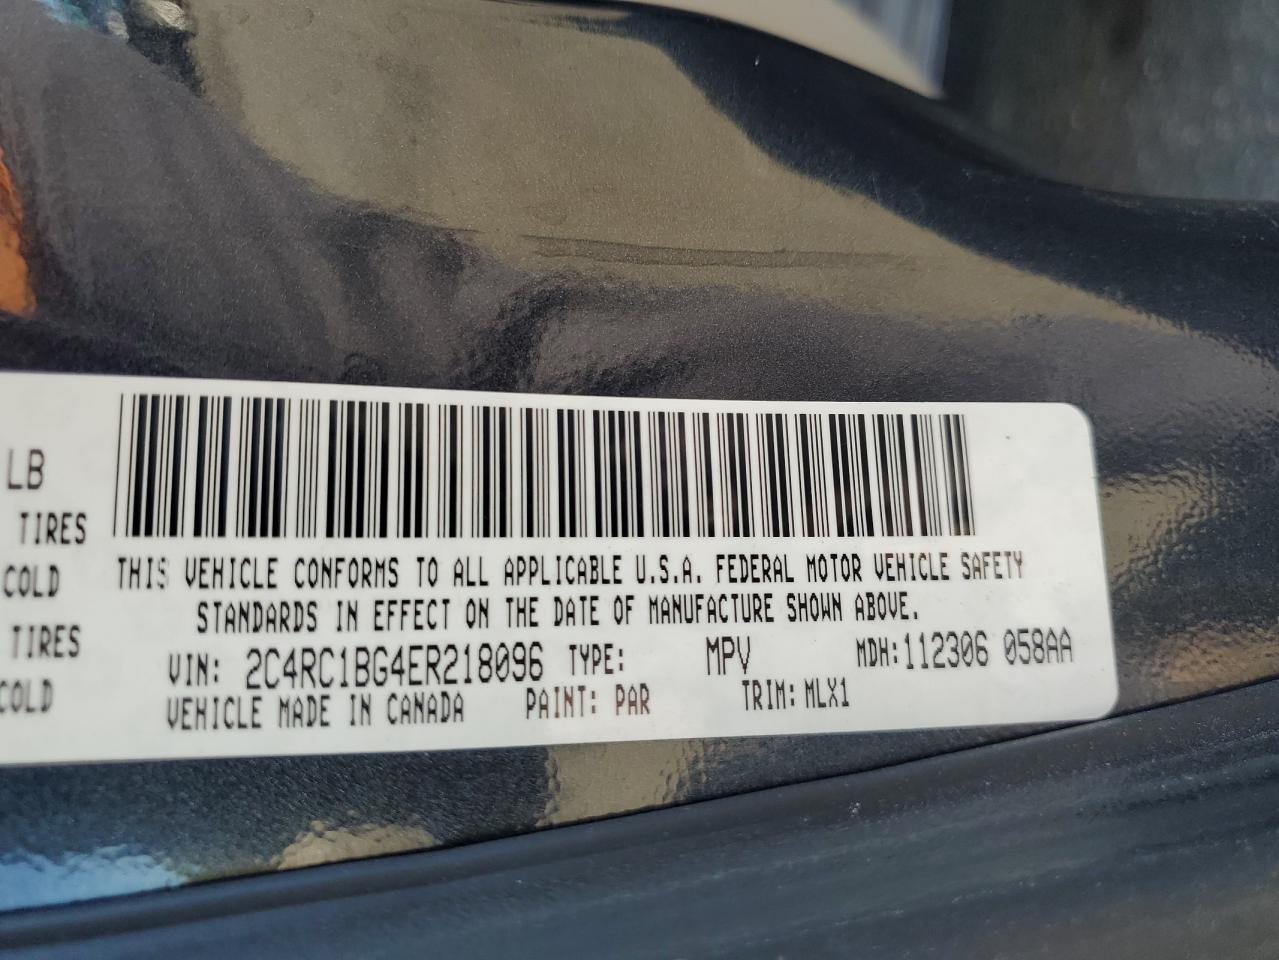 LB
TIRES
COLD
TIRES
COLD
THIS VEHICLE CONFORMS TO ALL APPLICABLE U.S.A. FEDERAL MOTOR VEHICLE SAFETY
STANDARDS IN EFFECT ON THE DATE OF MANUFACTURE SHOWN ABOVE.
VIN: 2C4RC1BG4ER218096 TYPE: MPV MDH:112306 058AA
VEHICLE MADE IN CANADA PAINT: PAR TRIM: MLX1